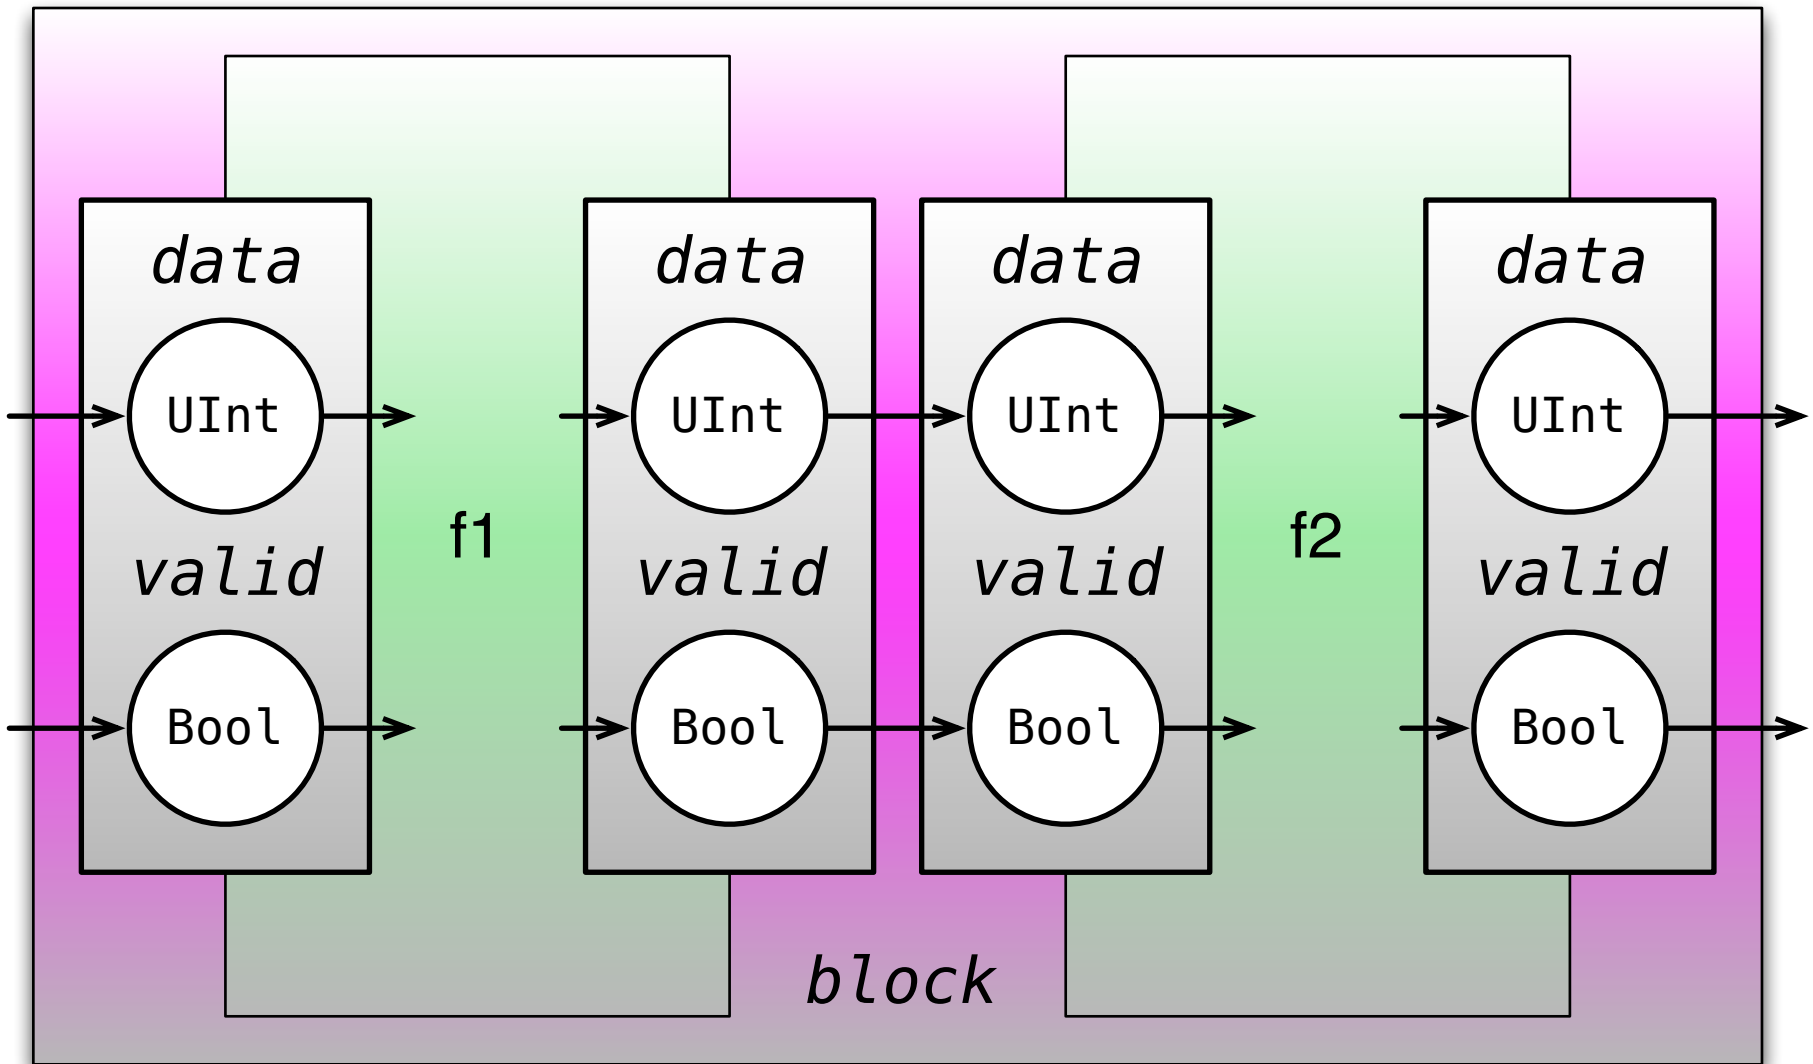 data data data data
UInt UInt UInt UInt
f1 f2
valid valid valid valid
Bool Bool Bool Bool
block